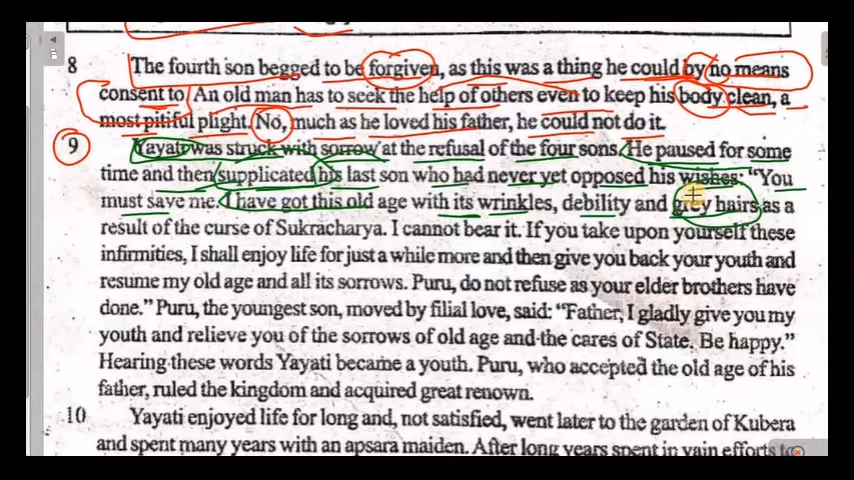 8 The fourth son begged to be forgiven, as this was a thing he could by no means
consent to. An old man has to seek the help of others even to keep his body clean, a
most pitiful plight. No, much as he loved his father, he could not do it.
9 Yayati was struck with sorrow at the refusal of the four sons. He paused for some
time and then supplicated his last son who had never yet opposed his wishes: "You
must save me. I have got this old age with its wrinkles, debility and grey hairs as a
result of the curse of Sukracharya. I cannot bear it. If you take upon yourself these
infirmities, I shall enjoy life for just a while more and then give you back your youth and
resume my old age and all its sorrows. Puru, do not refuse as your elder brothers have
done." Puru, the youngest son, moved by filial love, said: "Father, I gladly give you my
youth and relieve you of the sorrows of old age and the cares of State. Be happy."
Hearing these words Yayati became a youth. Puru, who accepted the old age of his
father, ruled the kingdom and acquired great renown.
10 Yayati enjoyed life for long and, not satisfied, went later to the garden of Kubera
and spent many years with an apsara maiden. After long years spent in vain efforts to